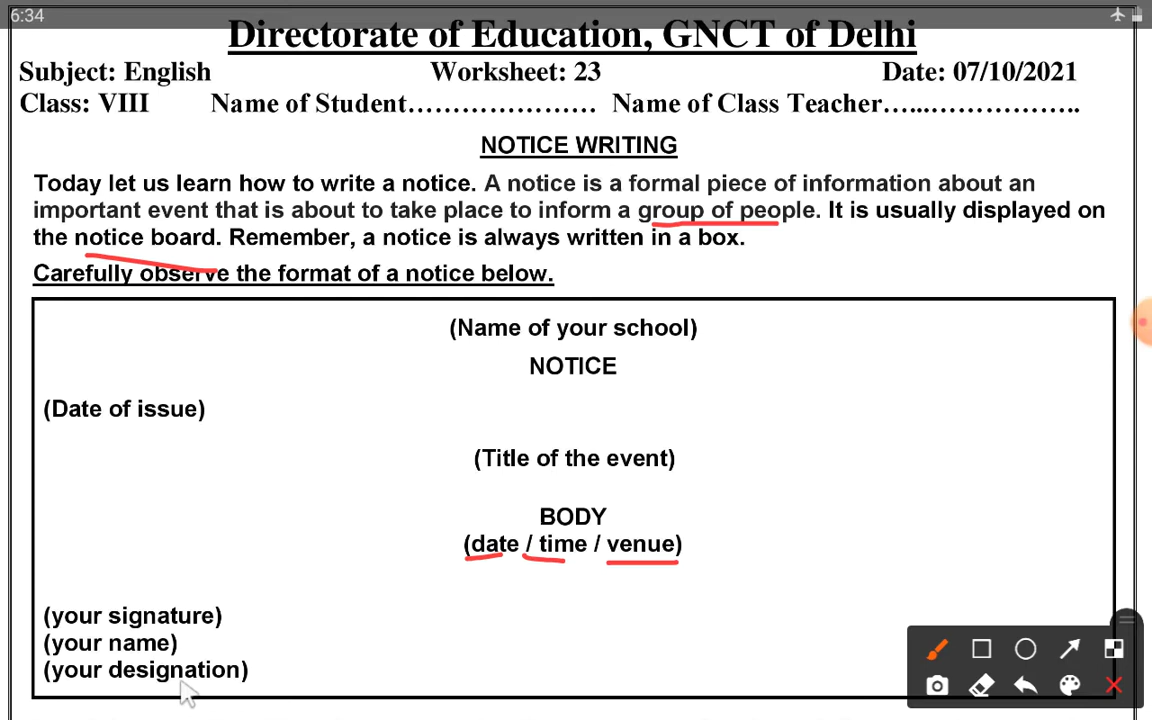 6:34
Directorate of Education, GNCT of Delhi
Subject: English Worksheet: 23 Date: 07/10/2021
Class: VIII Name of Student………………… Name of Class Teacher…..……………..
NOTICE WRITING
Today let us learn how to write a notice. A notice is a formal piece of information about an
important event that is about to take place to inform a group of people. It is usually displayed on
the notice board. Remember, a notice is always written in a box.
Carefully observe the format of a notice below.
(Name of your school)
NOTICE
(Date of issue)
(Title of the event)
BODY
(date / time / venue)
(your signature)
(your name)
(your designation)